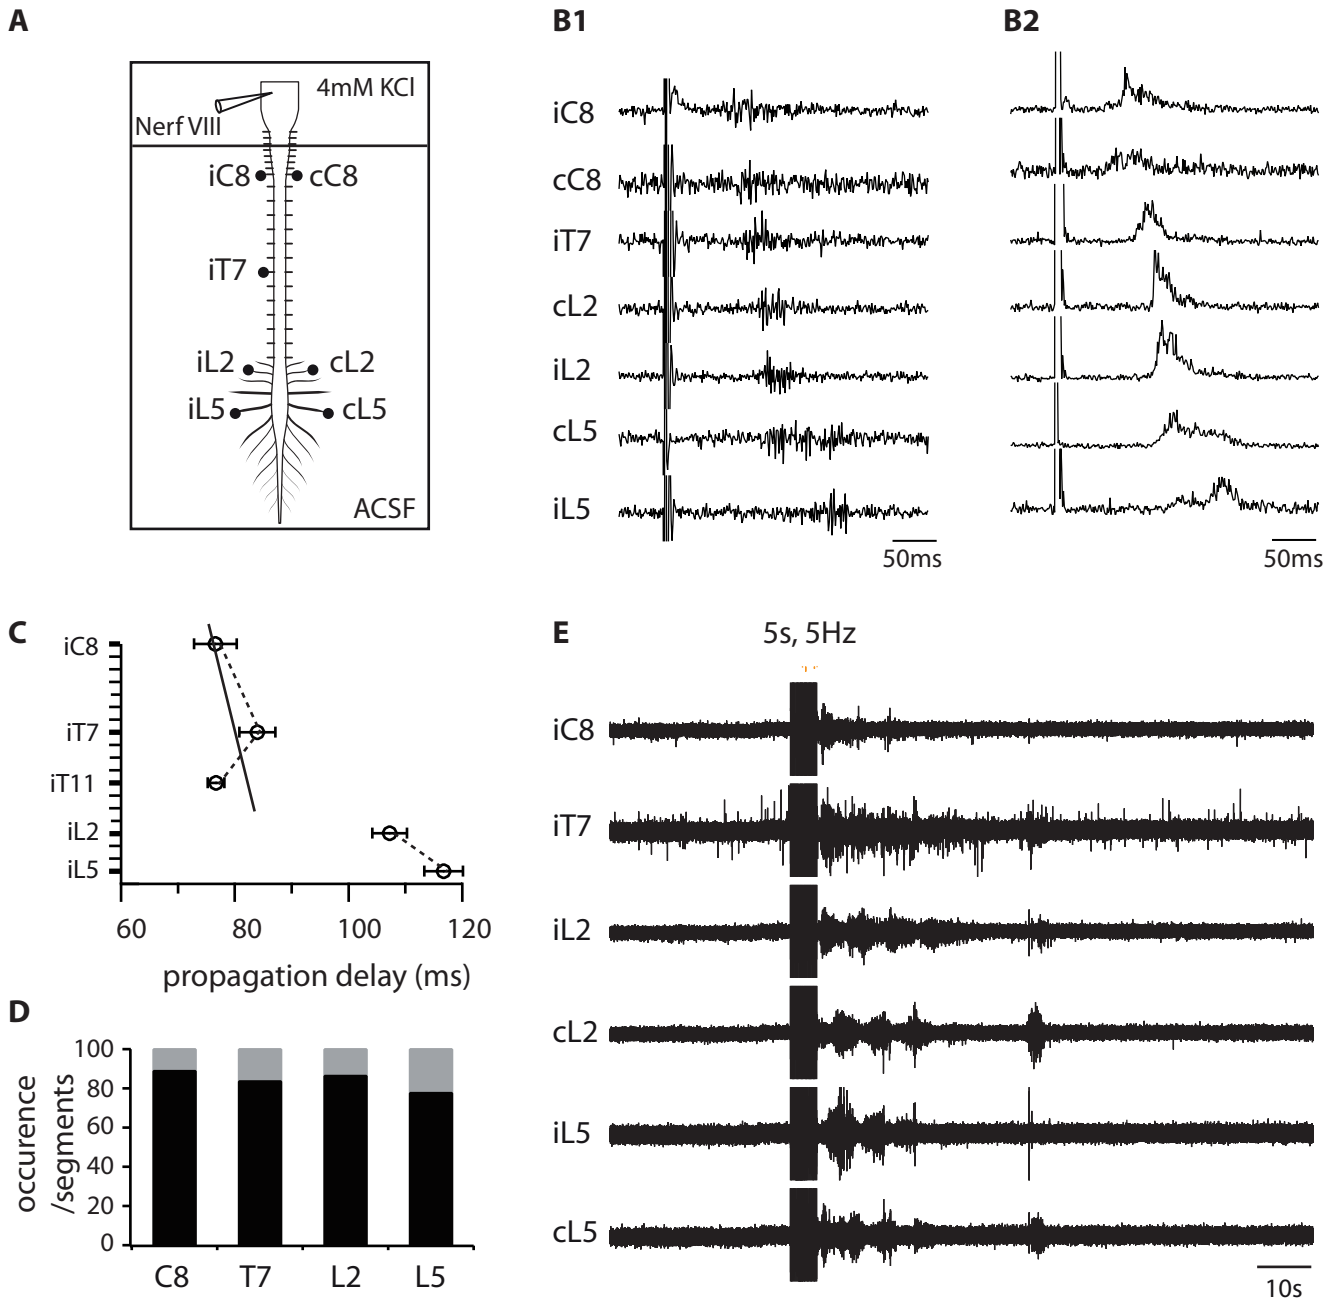 A
4mM KCl
Nerf VIII
iC8
cC8
iT7
iL2
cL2
iL5
cL5
ACSF
B1
B2
iC8
cC8
iT7
cL2
iL2
cL5
iL5
50ms
50ms
C
iC8
iT7
iT11
iL2
iL5
60
80
100
120
propagation delay (ms)
D
occurence
/segments
100
80
60
40
20
0
C8
T7
L2
L5
E
5s, 5Hz
iC8
iT7
iL2
cL2
iL5
cL5
10s